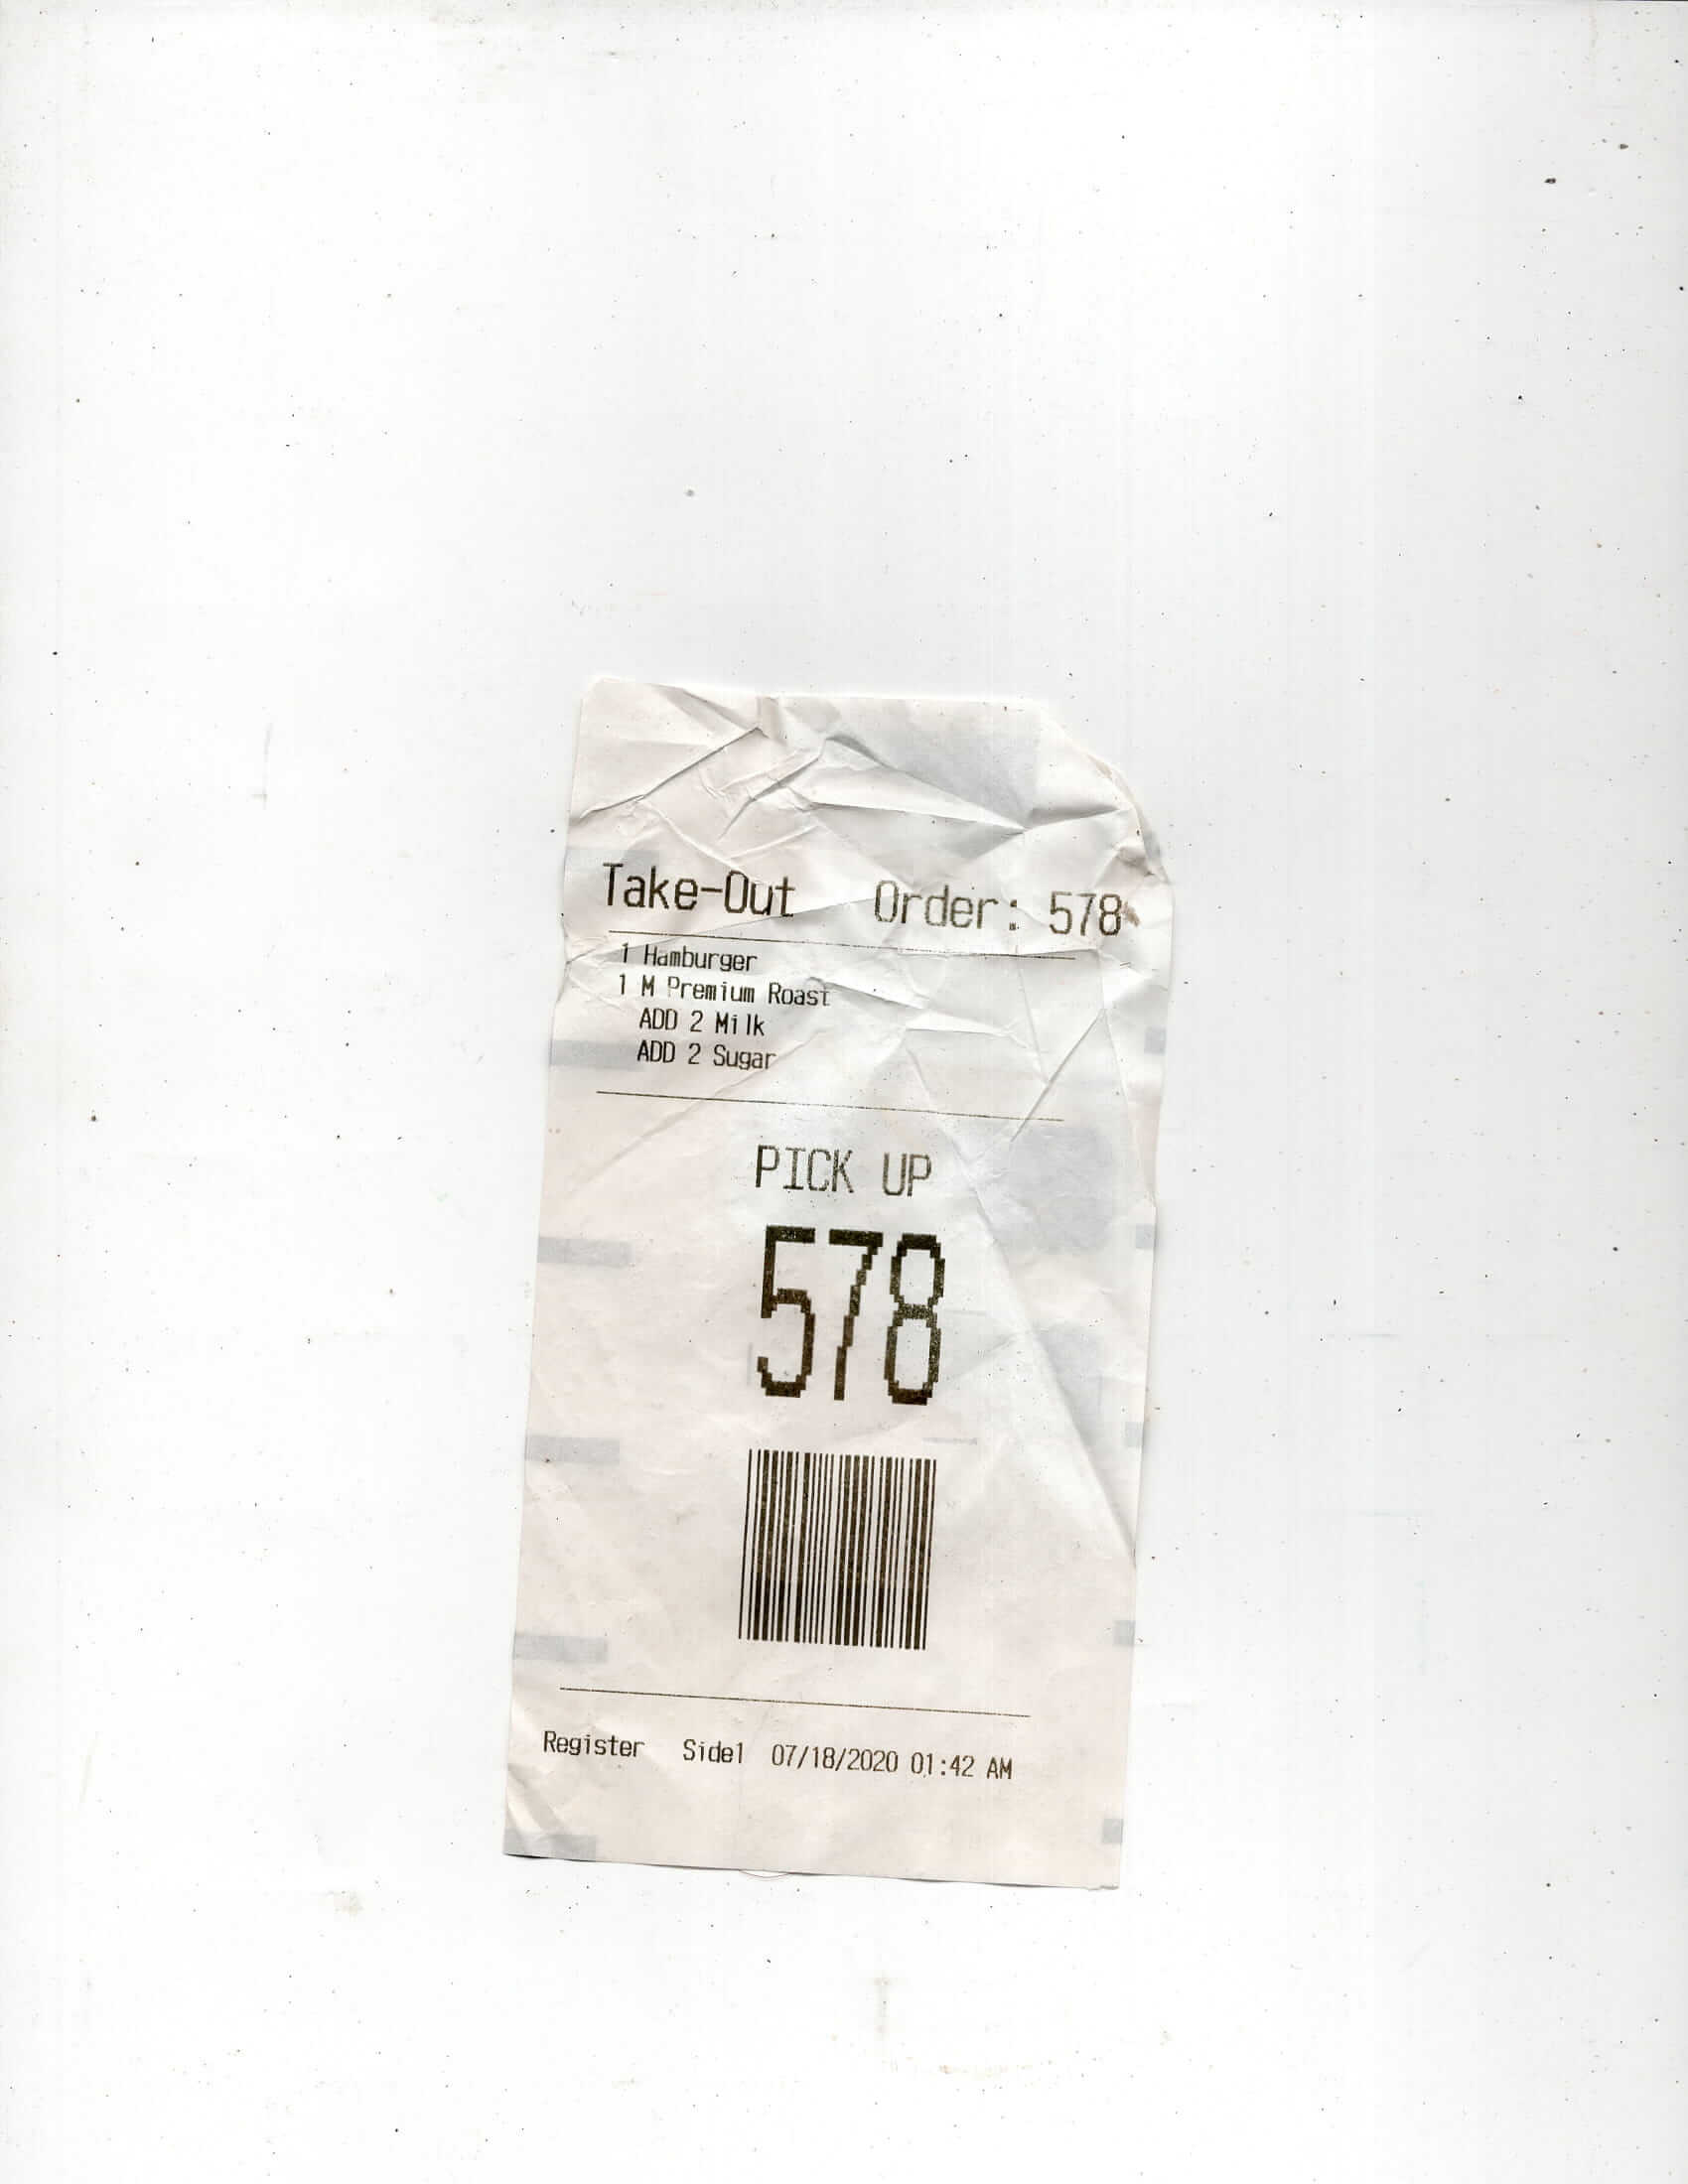 Take-Out Order: 578
1 Hamburger
1 M Premium Roast
ADD 2 Milk
ADD 2 Sugar
PICK UP
578
Register Side1 07/18/2020 01:42 AM